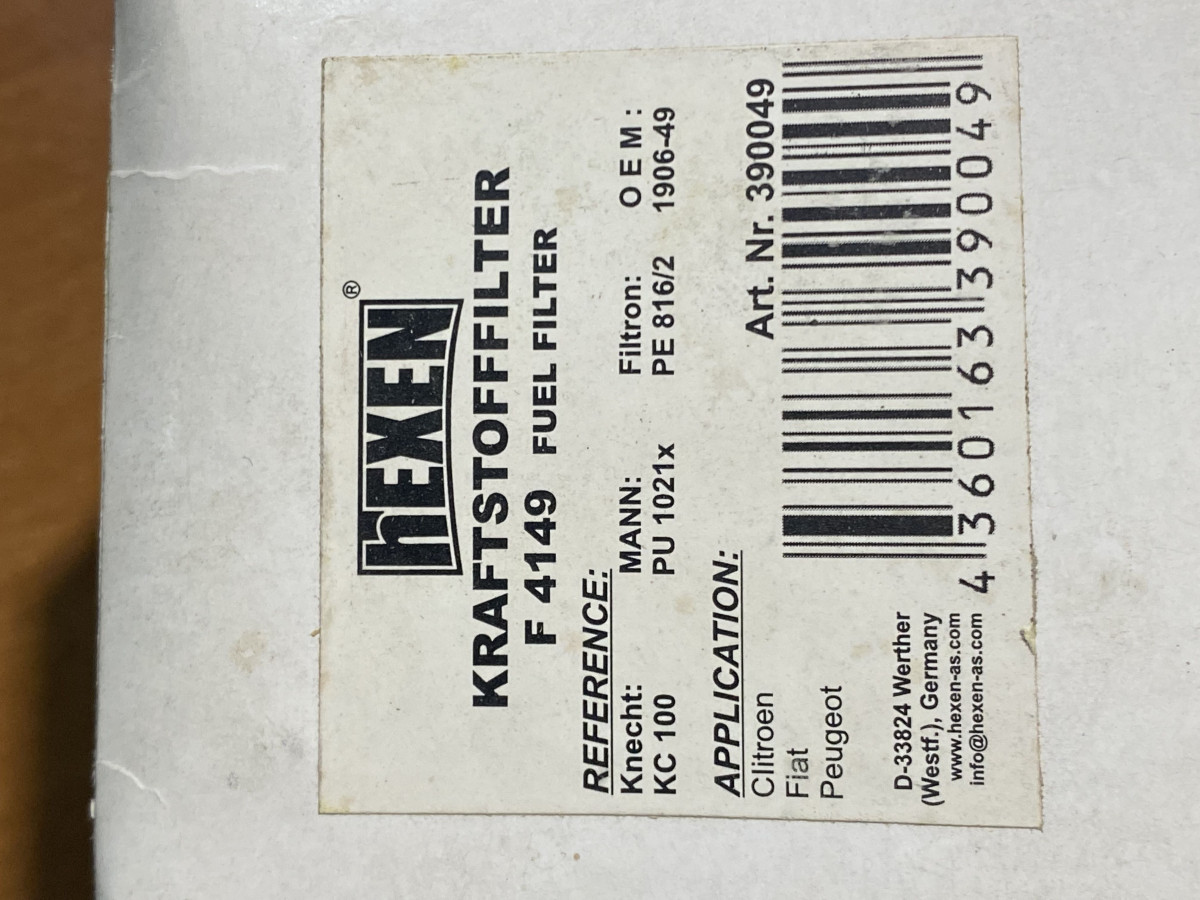 hEXEN®
KRAFTSTOFFFILTER
F 4149 FUEL FILTER
REFERENCE:
Knecht: MANN: Filtron: O E M :
KC 100 PU 1021x PE 816/2 1906-49
APPLICATION:
Clitroen
Fiat
Peugeot
Art. Nr. 390049
D-33824 Werther
(Westf.), Germany
www.hexen-as.com
info@hexen-as.com
4 360163 390049